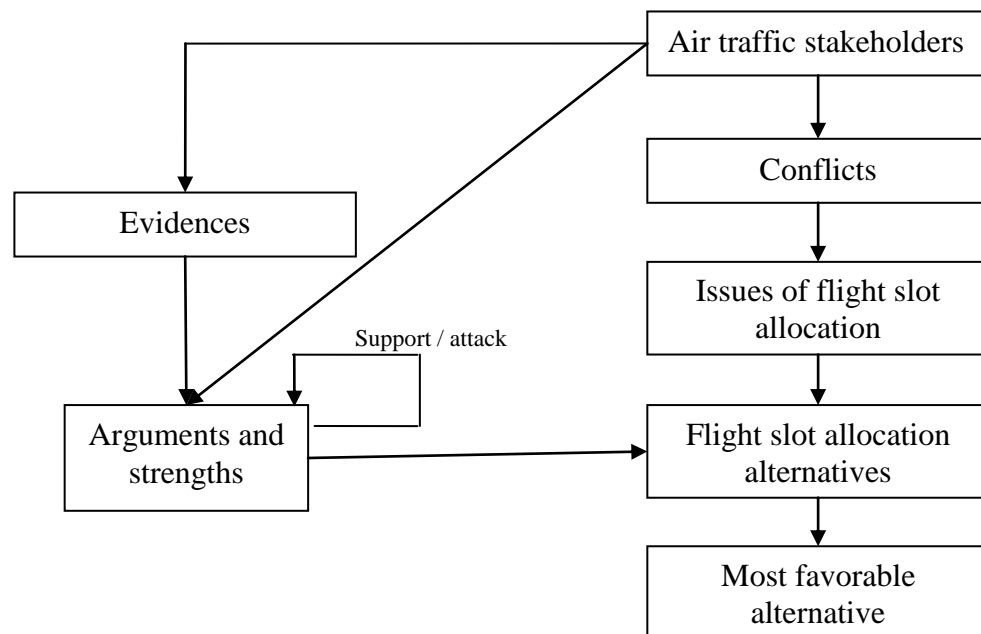 Air traffic stakeholders
Conflicts
Evidences
Issues of flight slot
allocation
Support / attack
Arguments and
strengths
Flight slot allocation
alternatives
Most favorable
alternative